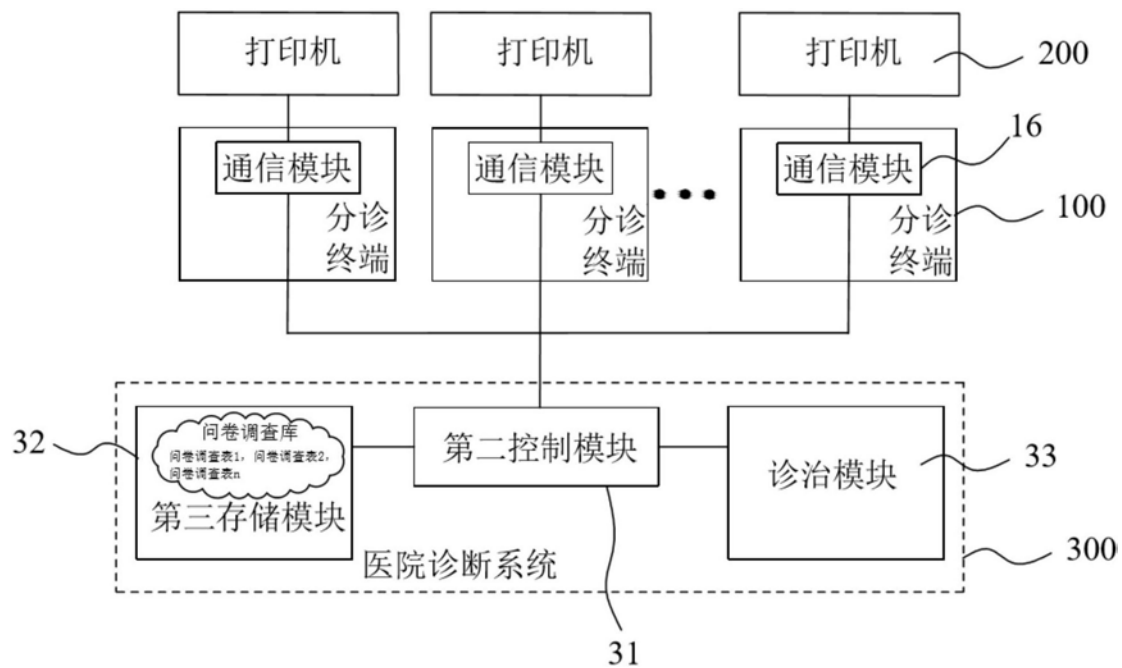 打印机
打印机
打印机
200
通信模块
通信模块
通信模块
16
分诊
终端
分诊
终端
分诊
终端
100
32
问卷调查库
问卷调查表1，问卷调查表2，
问卷调查表n
第三存储模块
第二控制模块
诊治模块
33
医院诊断系统
300
31